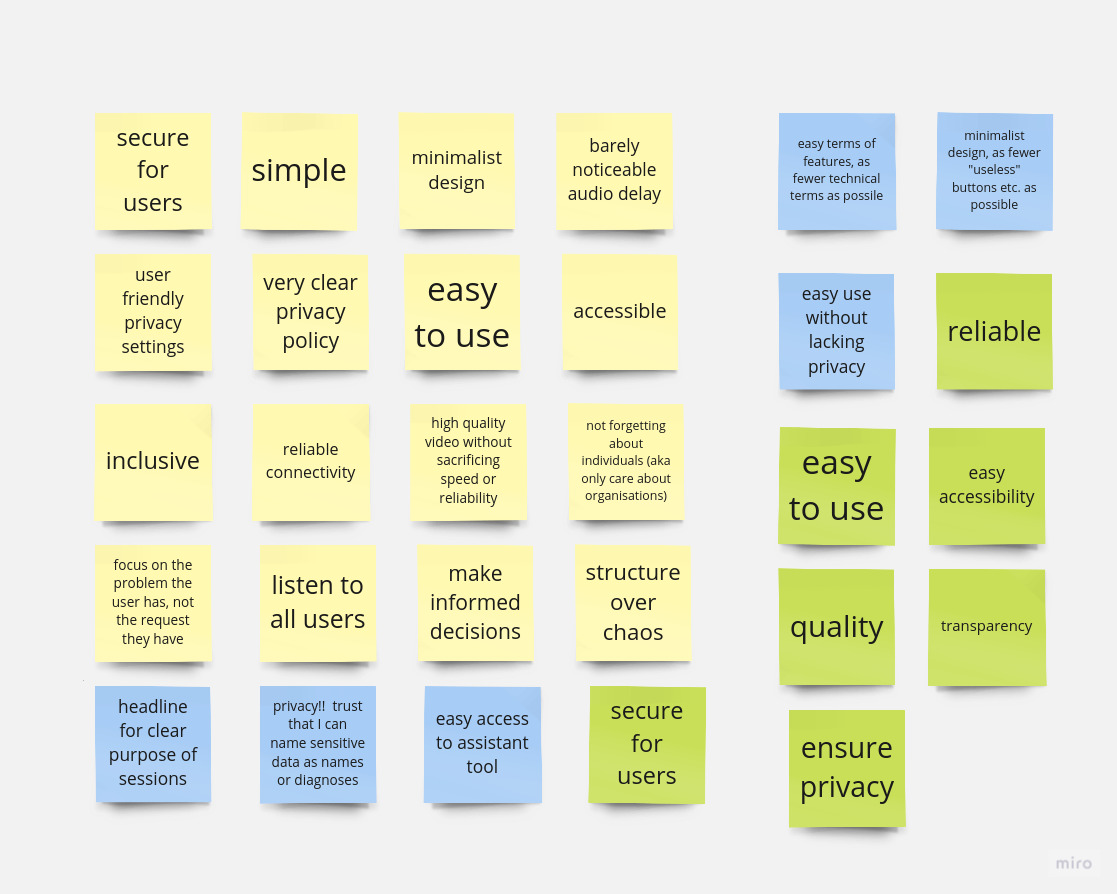 secure
for
users
simple
minimalist
design
barely
noticeable
audio delay
user
friendly
privacy
settings
very clear
privacy
policy
easy
to use
accessible
inclusive
reliable
connectivity
high quality
video without
sacrificing
speed or
reliability
not forgetting
about
individuals (aka
only care about
organisations)
focus on the
problem the
user has, not
the request
they have
listen to
all users
make
informed
decisions
structure
over
chaos
headline
for clear
purpose of
sessions
privacy!! trust
that I can
name sensitive
data as names
or diagnoses
easy access
to assistant
tool
secure
for
users
easy terms of
features, as
fewer technical
terms as possile
minimalist
design, as fewer
"useless"
buttons etc. as
possible
easy use
without
lacking
privacy
reliable
easy
to use
easy
accessibility
quality
transparency
ensure
privacy
miro